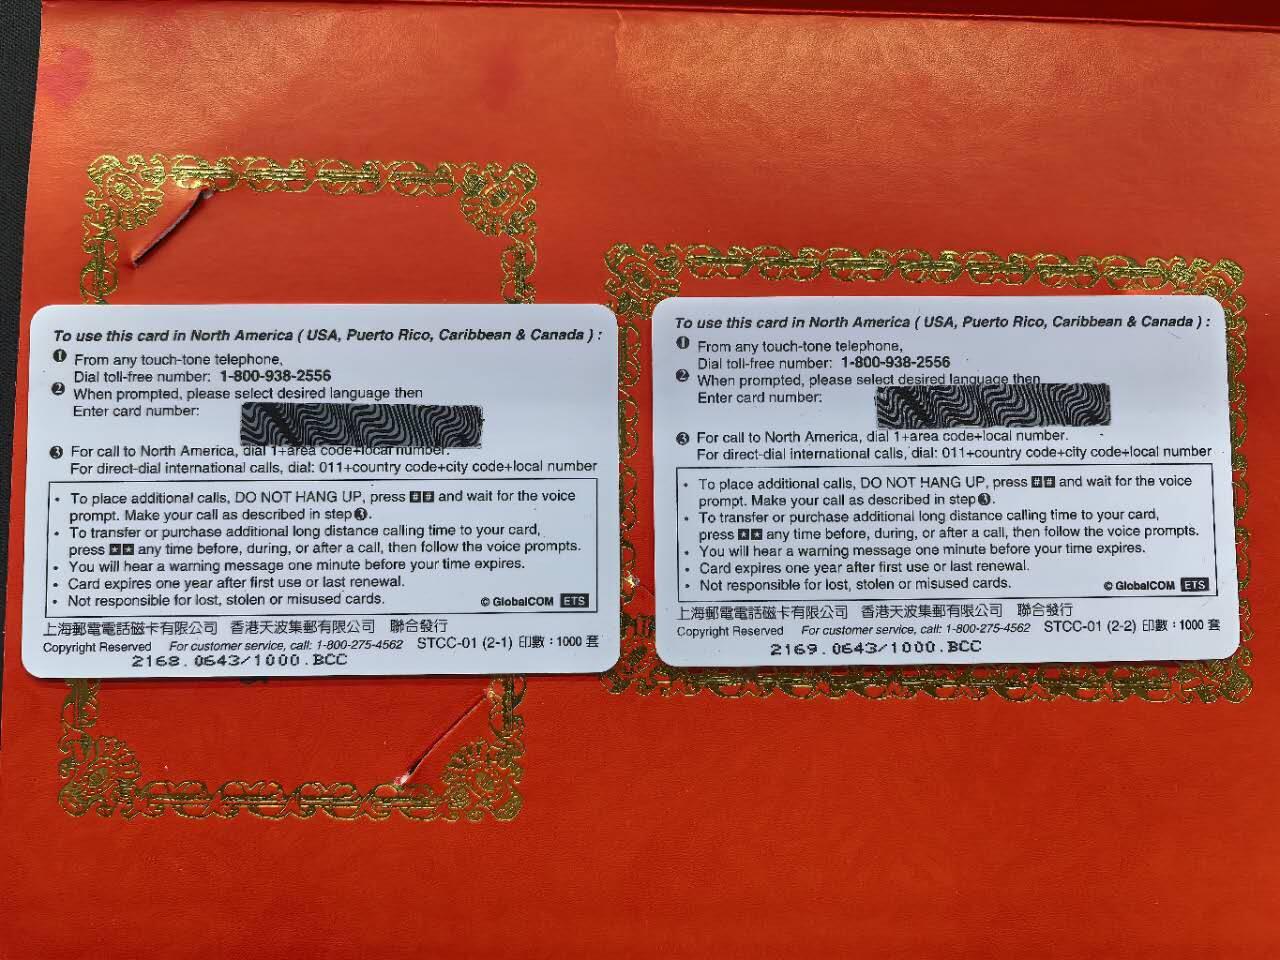 To use this card in North America ( USA, Puerto Rico, Caribbean & Canada ) :
❶ From any touch-tone telephone,
Dial toll-free number: 1-800-938-2556
❷ When prompted, please select desired language then
Enter card number:
❸ For call to North America, dial 1+area code+local number.
For direct-dial international calls, dial: 011+country code+city code+local number
• To place additional calls, DO NOT HANG UP, press ## and wait for the voice
prompt. Make your call as described in step❸.
• To transfer or purchase additional long distance calling time to your card,
press ** any time before, during, or after a call, then follow the voice prompts.
• You will hear a warning message one minute before your time expires.
• Card expires one year after first use or last renewal.
• Not responsible for lost, stolen or misused cards.
© GlobalCOM ETS
上海郵電電話磁卡有限公司 香港天波集郵有限公司 聯合發行
Copyright Reserved For customer service, call: 1-800-275-4562 STCC-01 (2-1) 印數：1000 套
2168.0643/1000.BCC
To use this card in North America ( USA, Puerto Rico, Caribbean & Canada ) :
❶ From any touch-tone telephone,
Dial toll-free number: 1-800-938-2556
❷ When prompted, please select desired language then
Enter card number:
❸ For call to North America, dial 1+area code+local number.
For direct-dial international calls, dial: 011+country code+city code+local number
• To place additional calls, DO NOT HANG UP, press ## and wait for the voice
prompt. Make your call as described in step❸.
• To transfer or purchase additional long distance calling time to your card,
press ** any time before, during, or after a call, then follow the voice prompts.
• You will hear a warning message one minute before your time expires.
• Card expires one year after first use or last renewal.
• Not responsible for lost, stolen or misused cards.
© GlobalCOM ETS
上海郵電電話磁卡有限公司 香港天波集郵有限公司 聯合發行
Copyright Reserved For customer service, call: 1-800-275-4562 STCC-01 (2-2) 印數：1000 套
2169.0643/1000.BCC